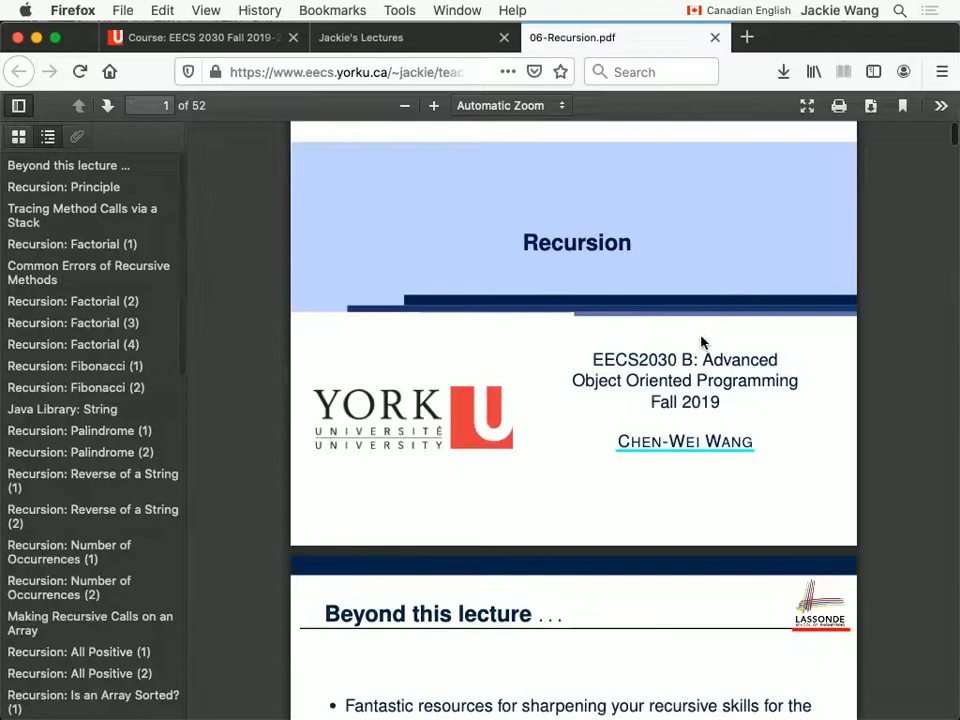 Firefox File Edit View History Bookmarks Tools Window Help Canadian English Jackie Wang
Course: EECS 2030 Fall 2019-2
Jackie's Lectures
06-Recursion.pdf
https://www.eecs.yorku.ca/~jackie/teac
Search
1 of 52
Automatic Zoom
Beyond this lecture ...
Recursion: Principle
Tracing Method Calls via a
Stack
Recursion: Factorial (1)
Common Errors of Recursive
Methods
Recursion: Factorial (2)
Recursion: Factorial (3)
Recursion: Factorial (4)
Recursion: Fibonacci (1)
Recursion: Fibonacci (2)
Java Library: String
Recursion: Palindrome (1)
Recursion: Palindrome (2)
Recursion: Reverse of a String
(1)
Recursion: Reverse of a String
(2)
Recursion: Number of
Occurrences (1)
Recursion: Number of
Occurrences (2)
Making Recursive Calls on an
Array
Recursion: All Positive (1)
Recursion: All Positive (2)
Recursion: Is an Array Sorted?
(1)
Recursion
YORK U
UNIVERSITÉ
UNIVERSITY
EECS2030 B: Advanced
Object Oriented Programming
Fall 2019
CHEN-WEI WANG
Beyond this lecture ...
LASSONDE
• Fantastic resources for sharpening your recursive skills for the